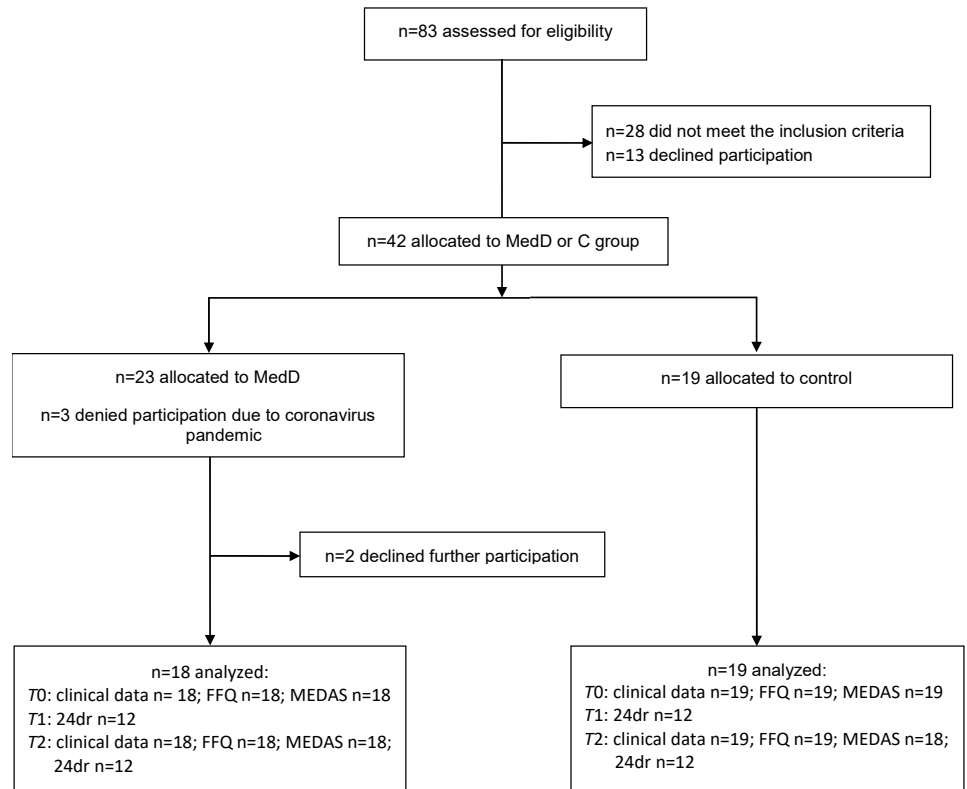 n=83 assessed for eligibility
n=28 did not meet the inclusion criteria
n=13 declined participation
n=42 allocated to MedD or C group
n=23 allocated to MedD
n=3 denied participation due to coronavirus
pandemic
n=19 allocated to control
n=2 declined further participation
n=18 analyzed:
T0: clinical data n= 18; FFQ n=18; MEDAS n=18
T1: 24dr n=12
T2: clinical data n=18; FFQ n=18; MEDAS n=18;
24dr n=12
n=19 analyzed:
T0: clinical data n=19; FFQ n=19; MEDAS n=19
T1: 24dr n=12
T2: clinical data n=19; FFQ n=19; MEDAS n=18;
24dr n=12